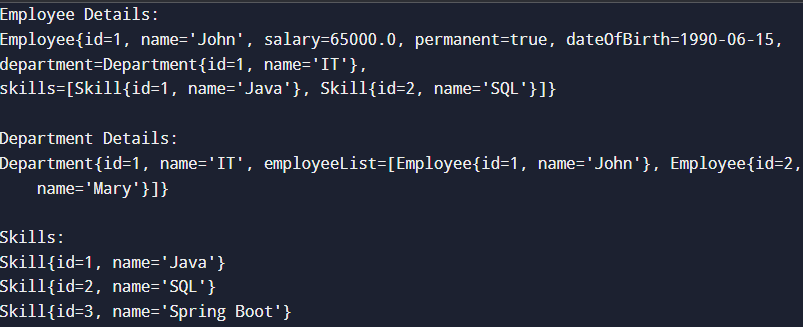 Employee Details:
Employee{id=1, name='John', salary=65000.0, permanent=true, dateOfBirth=1990-06-15,
department=Department{id=1, name='IT'},
skills=[Skill{id=1, name='Java'}, Skill{id=2, name='SQL'}]}

Department Details:
Department{id=1, name='IT', employeeList=[Employee{id=1, name='John'}, Employee{id=2,
    name='Mary'}]}

Skills:
Skill{id=1, name='Java'}
Skill{id=2, name='SQL'}
Skill{id=3, name='Spring Boot'}